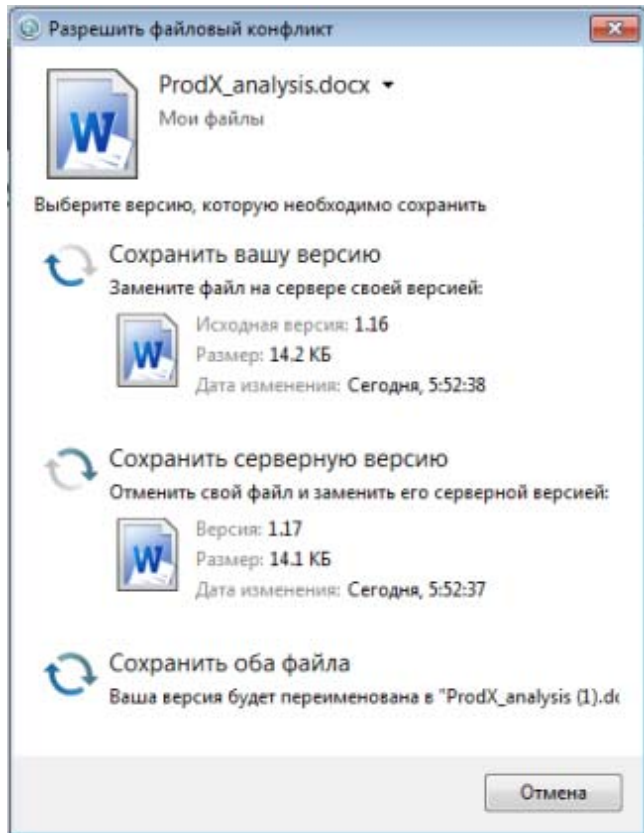 Разрешить файловый конфликт
ProdX_analysis.docx
Мои файлы
Выберите версию, которую необходимо сохранить
Сохранить вашу версию
Замените файл на сервере своей версией:
Исходная версия: 1.16
Размер: 14.2 КБ
Дата изменения: Сегодня, 5:52:38
Сохранить серверную версию
Отменить свой файл и заменить его серверной версией:
Версия: 1.17
Размер: 14.1 КБ
Дата изменения: Сегодня, 5:52:37
Сохранить оба файла
Ваша версия будет переименована в "ProdX_analysis (1).dc
Отмена